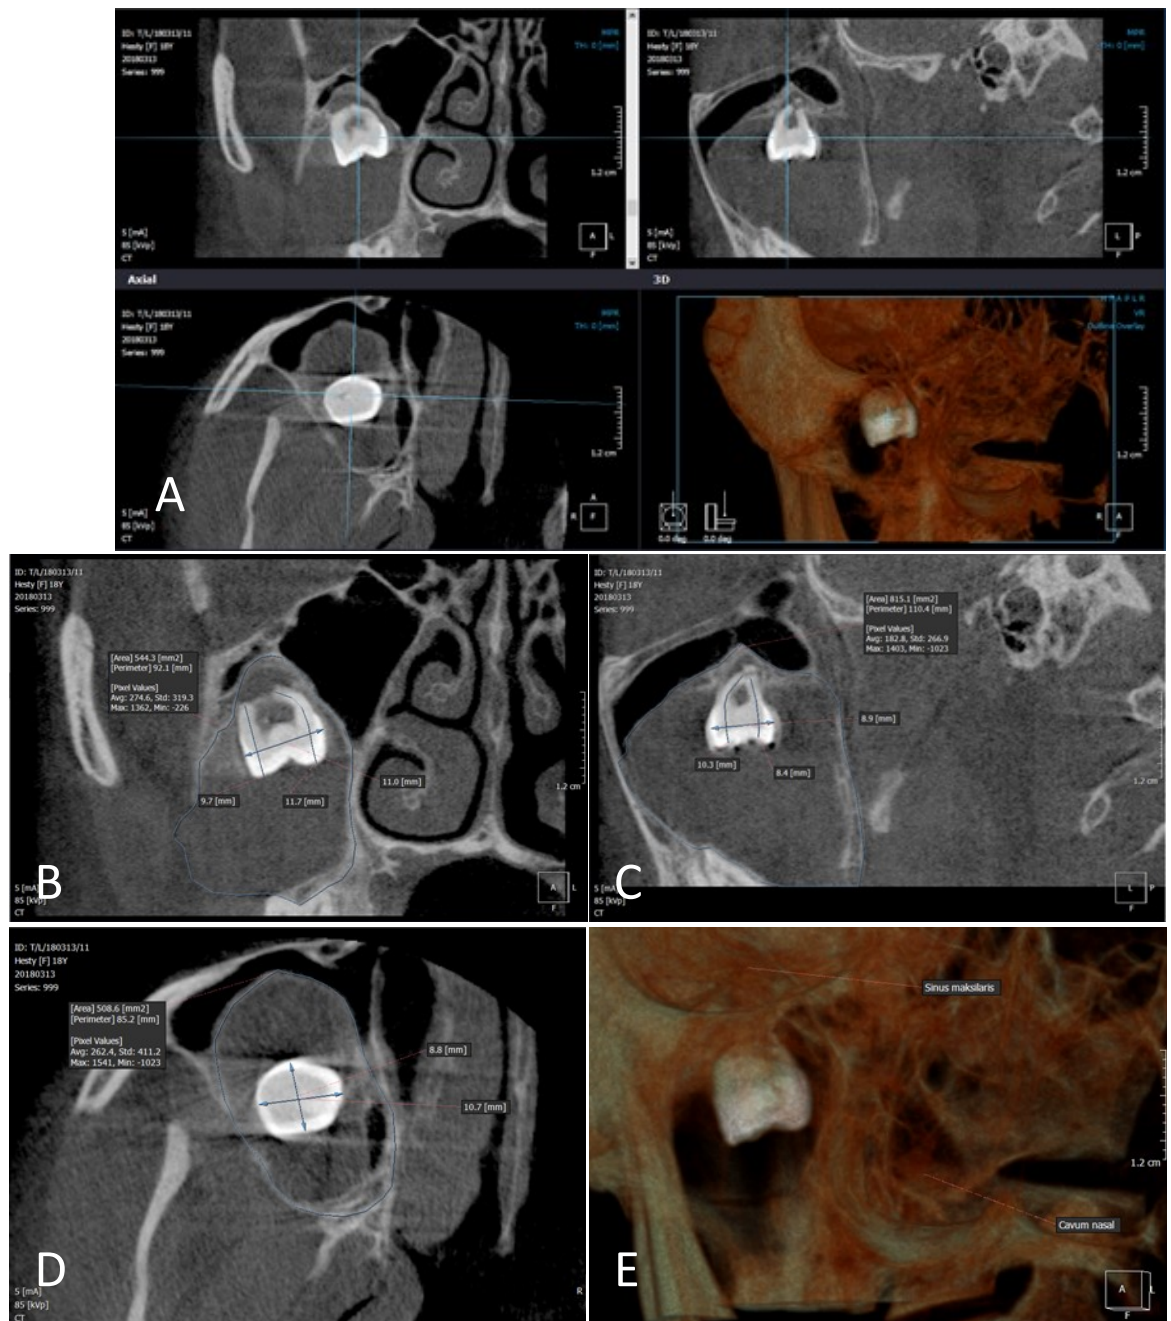 ID: T/L/180313/11
Hesty [F] 18Y
20180313
Series: 999
MPR
TH: 0 [mm]
1.2 cm
5 [mA]
85 [kVp]
CT
A
L
F
ID: T/L/180313/11
Hesty [F] 18Y
20180313
Series: 999
MPR
TH: 0 [mm]
1.2 cm
5 [mA]
85 [kVp]
CT
L
P
F
Axial
3D
ID: T/L/180313/11
Hesty [F] 18Y
20180313
Series: 999
MPR
TH: 0 [mm]
1.2 cm
A
5 [mA]
85 [kVp]
CT
A
R
F
VR
Outline Overlay
1.2 cm
0.0 deg
0.0 deg
R
A
F
ID: T/L/180313/11
Hesty [F] 18Y
20180313
Series: 999
[Area] 544.3 [mm2]
[Perimeter] 92.1 [mm]
[Pixel Values]
Avg: 274.6, Std: 319.3
Max: 1362, Min: -226
11.0 [mm]
9.7 [mm]
11.7 [mm]
1.2 cm
B
5 [mA]
85 [kVp]
CT
A
L
F
ID: T/L/180313/11
Hesty [F] 18Y
20180313
Series: 999
[Area] 815.1 [mm2]
[Perimeter] 110.4 [mm]
[Pixel Values]
Avg: 182.8, Std: 266.9
Max: 1403, Min: -1023
8.9 [mm]
10.3 [mm]
8.4 [mm]
1.2 cm
C
5 [mA]
85 [kVp]
CT
L
P
F
ID: T/L/180313/11
Hesty [F] 18Y
20180313
Series: 999
[Area] 508.6 [mm2]
[Perimeter] 85.2 [mm]
[Pixel Values]
Avg: 262.4, Std: 411.2
Max: 1541, Min: -1023
8.8 [mm]
10.7 [mm]
D
5 [mA]
85 [kVp]
CT
R
Sinus maksilaris
1.2 cm
Cavum nasal
E
A
L
F